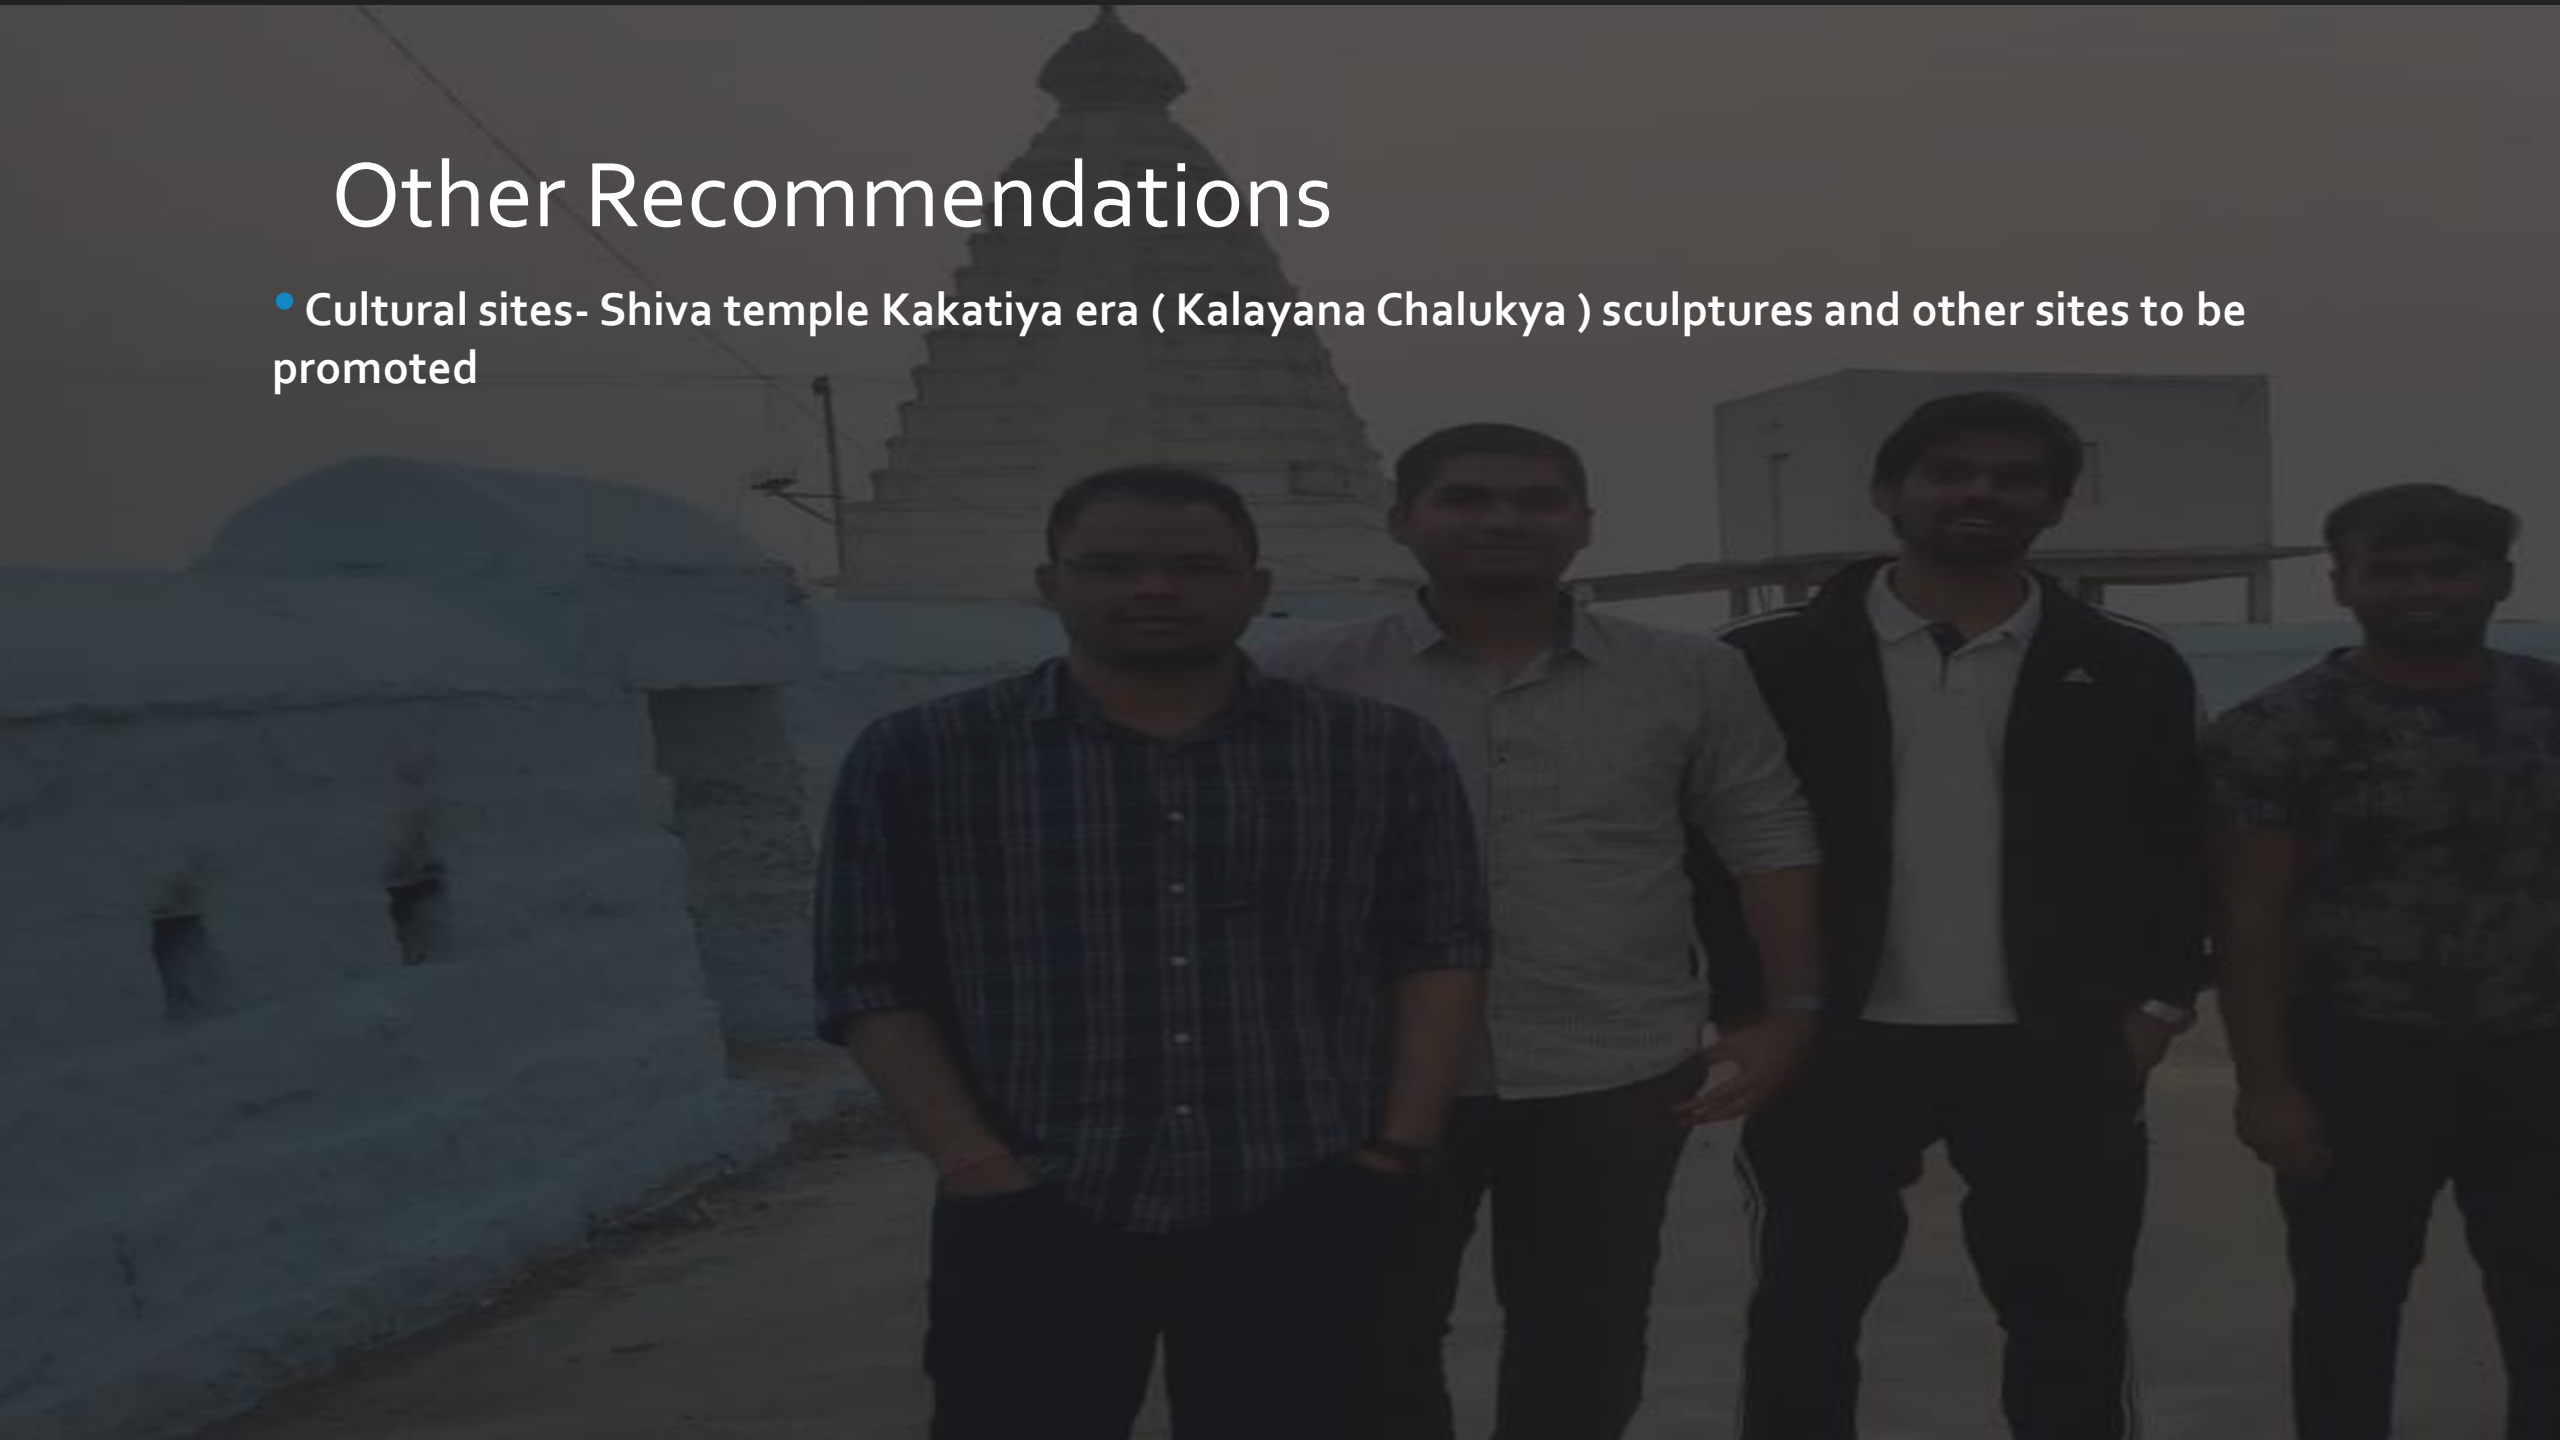 Other Recommendations
• Cultural sites- Shiva temple Kakatiya era ( Kalayana Chalukya ) sculptures and other sites to be
promoted